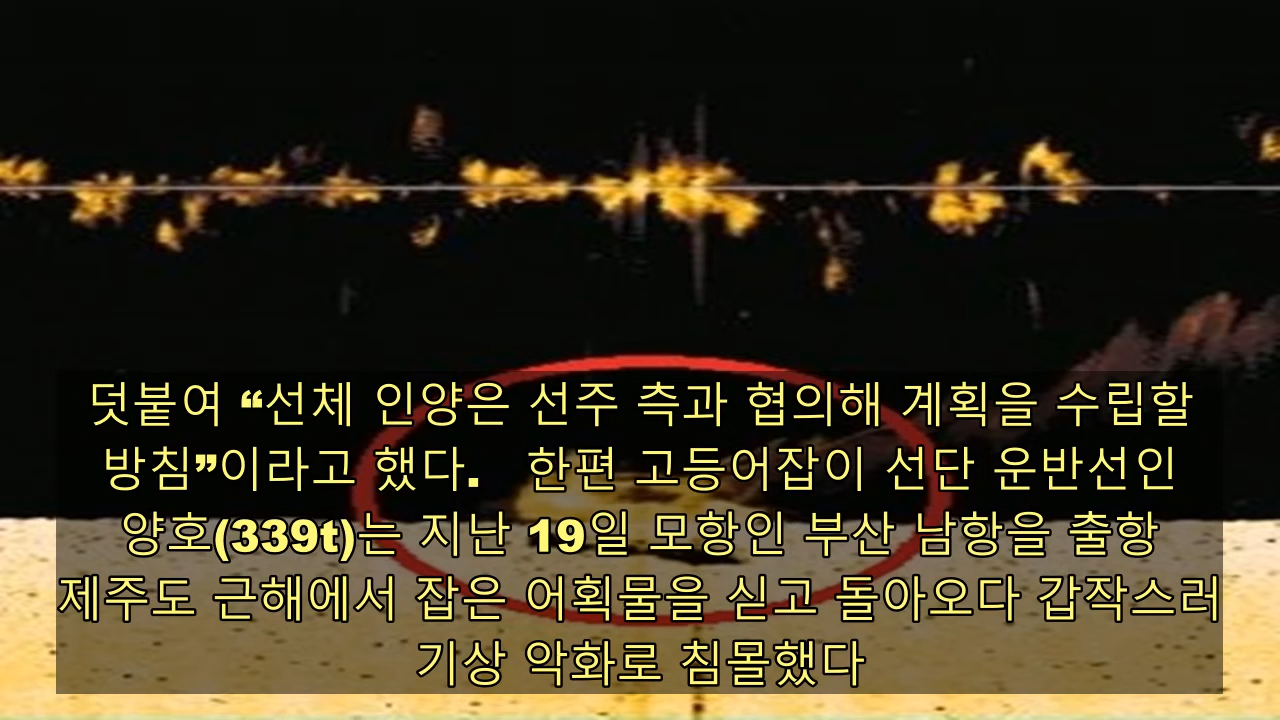 덧붙여 “선체 인양은 선주 측과 협의해 계획을 수립할
방침”이라고 했다. 한편 고등어잡이 선단 운반선인
양호(339t)는 지난 19일 모항인 부산 남항을 출항
제주도 근해에서 잡은 어획물을 싣고 돌아오다 갑작스러
기상 악화로 침몰했다